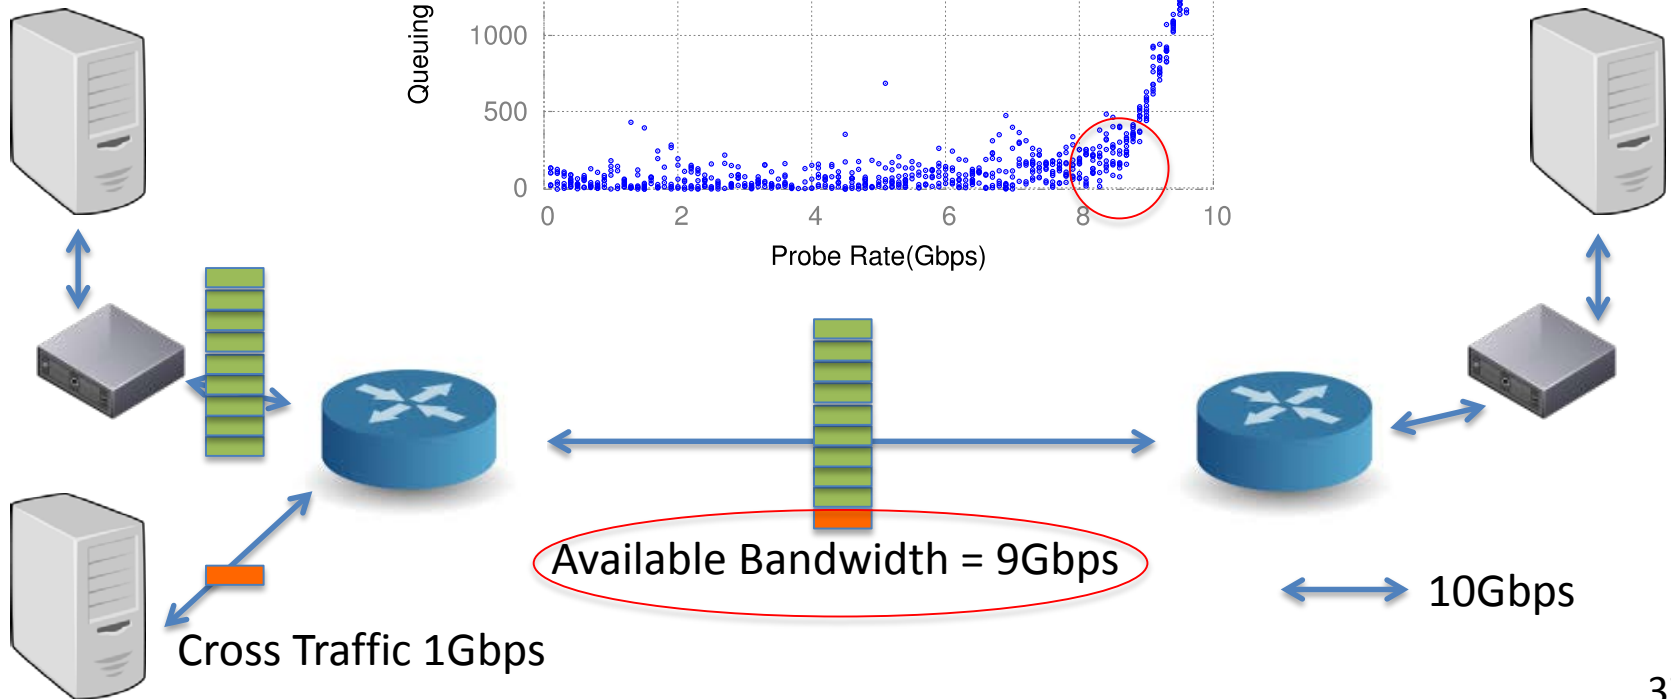 Queuing
1000
500
0
0 2 4 6 8 10
Probe Rate(Gbps)
Available Bandwidth = 9Gbps
10Gbps
Cross Traffic 1Gbps
3